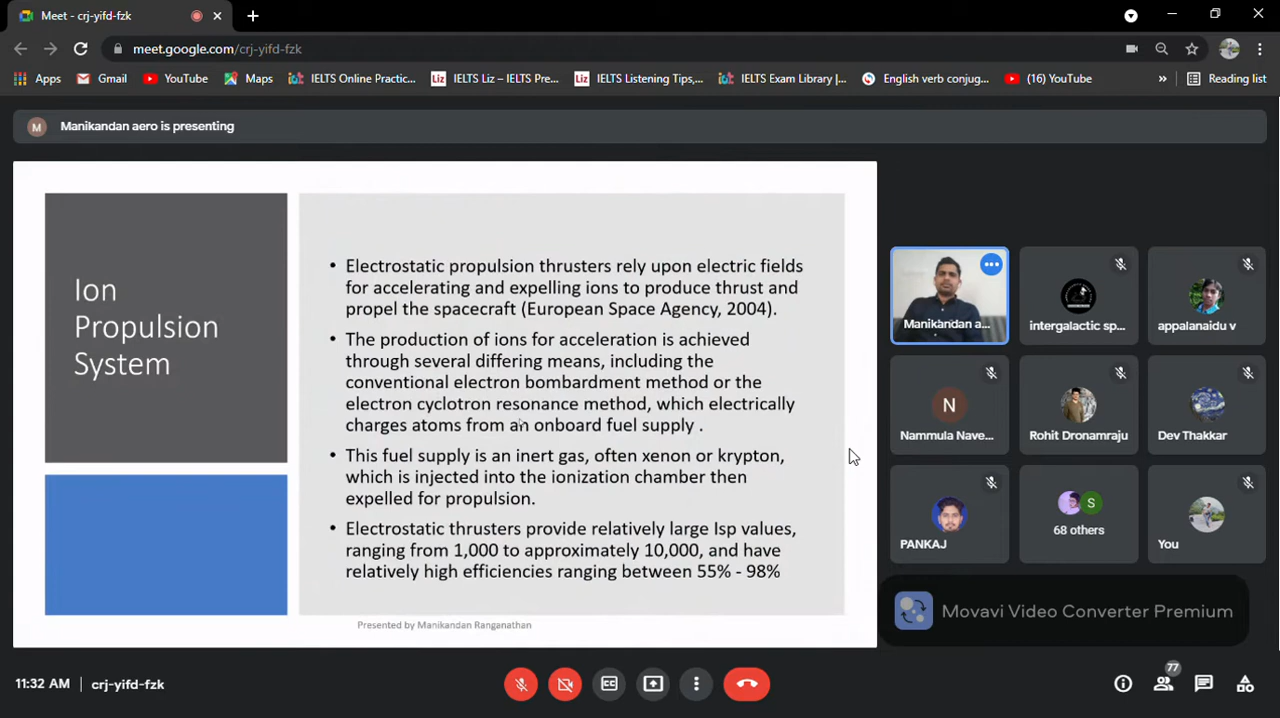 Meet - crj-yifd-fzk
meet.google.com/crj-yifd-fzk
Apps
Gmail
YouTube
Maps
IELTS Online Practic...
Liz
IELTS Liz – IELTS Pre...
Liz
IELTS Listening Tips,...
IELTS Exam Library |...
English verb conjug...
(16) YouTube
»
Reading list
M
Manikandan aero is presenting
Ion
Propulsion
System
• Electrostatic propulsion thrusters rely upon electric fields
for accelerating and expelling ions to produce thrust and
propel the spacecraft (European Space Agency, 2004).
• The production of ions for acceleration is achieved
through several differing means, including the
conventional electron bombardment method or the
electron cyclotron resonance method, which electrically
charges atoms from an onboard fuel supply .
• This fuel supply is an inert gas, often xenon or krypton,
which is injected into the ionization chamber then
expelled for propulsion.
• Electrostatic thrusters provide relatively large Isp values,
ranging from 1,000 to approximately 10,000, and have
relatively high efficiencies ranging between 55% - 98%
Presented by Manikandan Ranganathan
Manikandan a...
intergalactic sp...
appalanaidu v
N
Nammula Nave...
Rohit Dronamraju
Dev Thakkar
PANKAJ
S
68 others
You
Movavi Video Converter Premium
11:32 AM | crj-yifd-fzk
CC
77